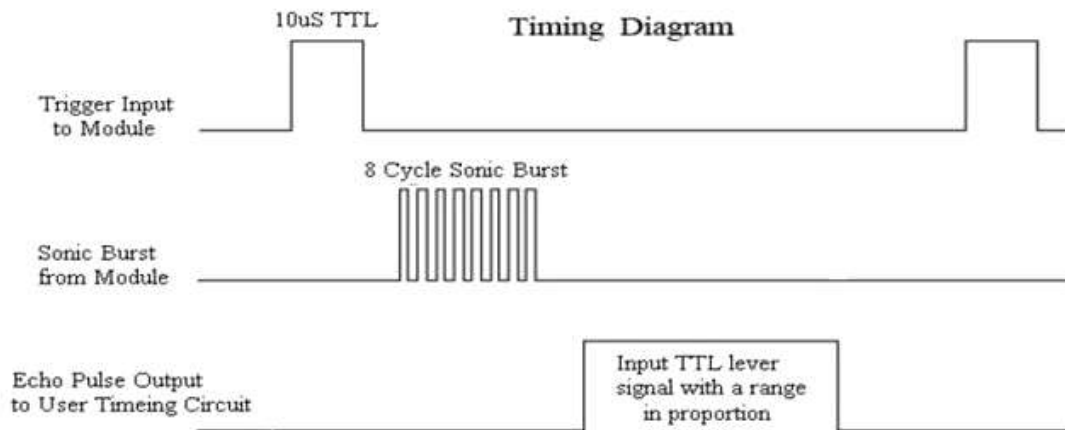 10uS TTL
Timing Diagram
Trigger Input
to Module
8 Cycle Sonic Burst
Sonic Burst
from Module
Echo Pulse Output
to User Timeing Circuit
Input TTL lever
signal with a range
in proportion